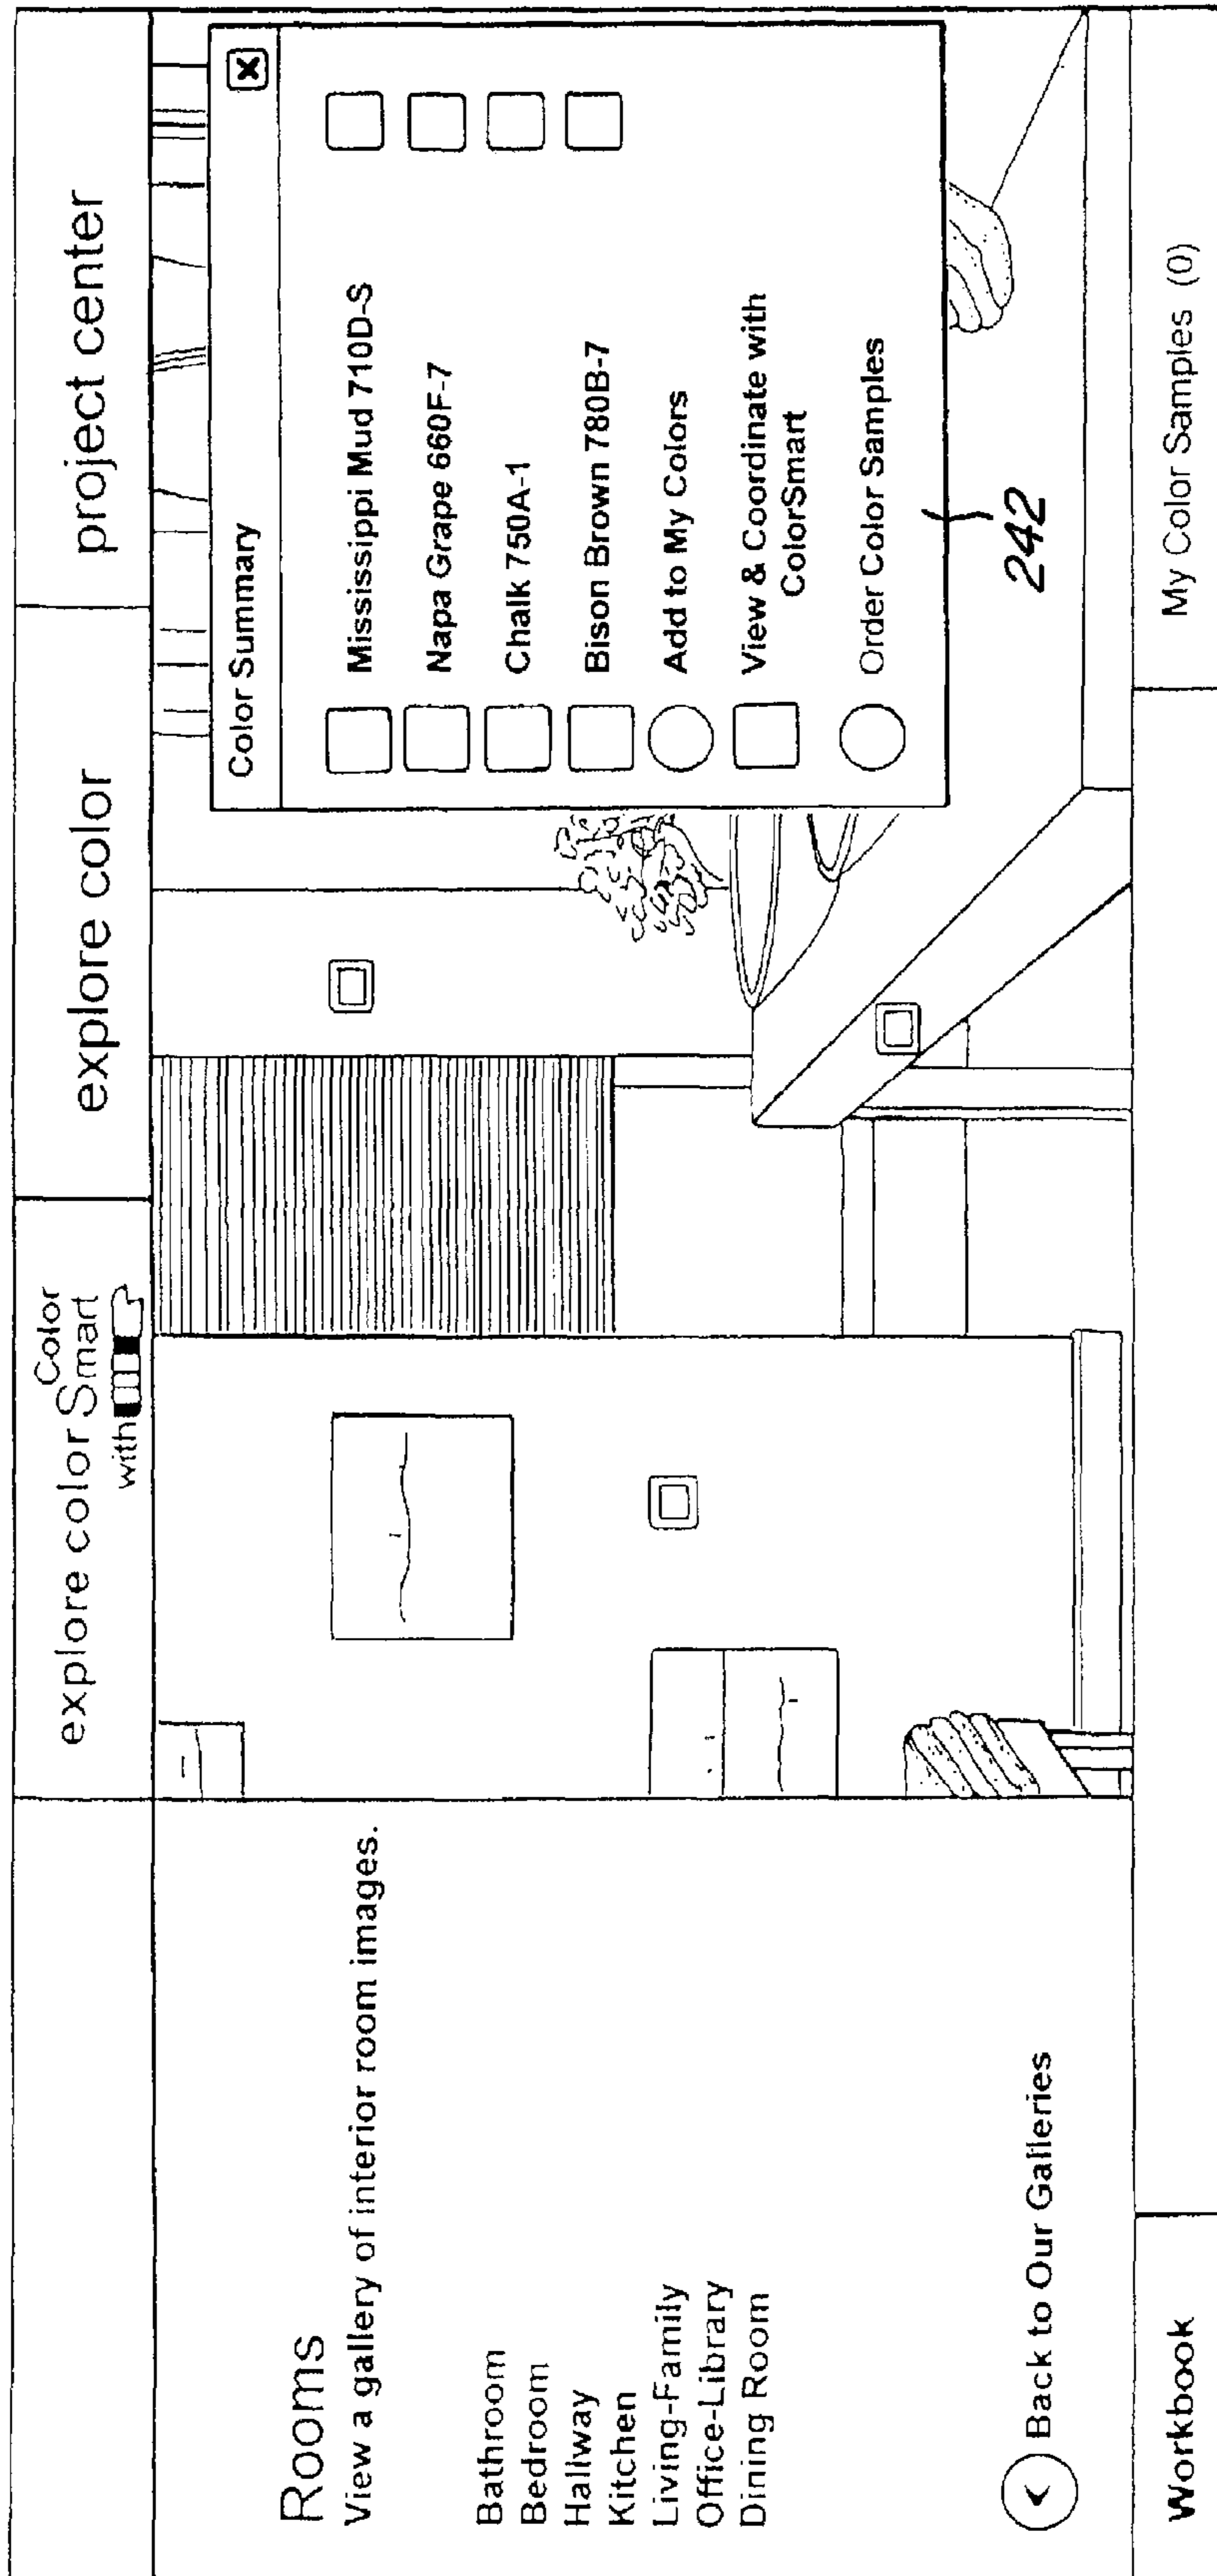 explore color
Color
Smart
with
explore color
project center
Rooms
View a gallery of interior room images.
Bathroom
Bedroom
Hallway
Kitchen
Living-Family
Office-Library
Dining Room
Back to Our Galleries
Color Summary
Mississippi Mud 710D-S
Napa Grape 660F-7
Chalk 750A-1
Bison Brown 780B-7
Add to My Colors
View & Coordinate with
ColorSmart
Order Color Samples
242
Workbook
My Color Samples (0)